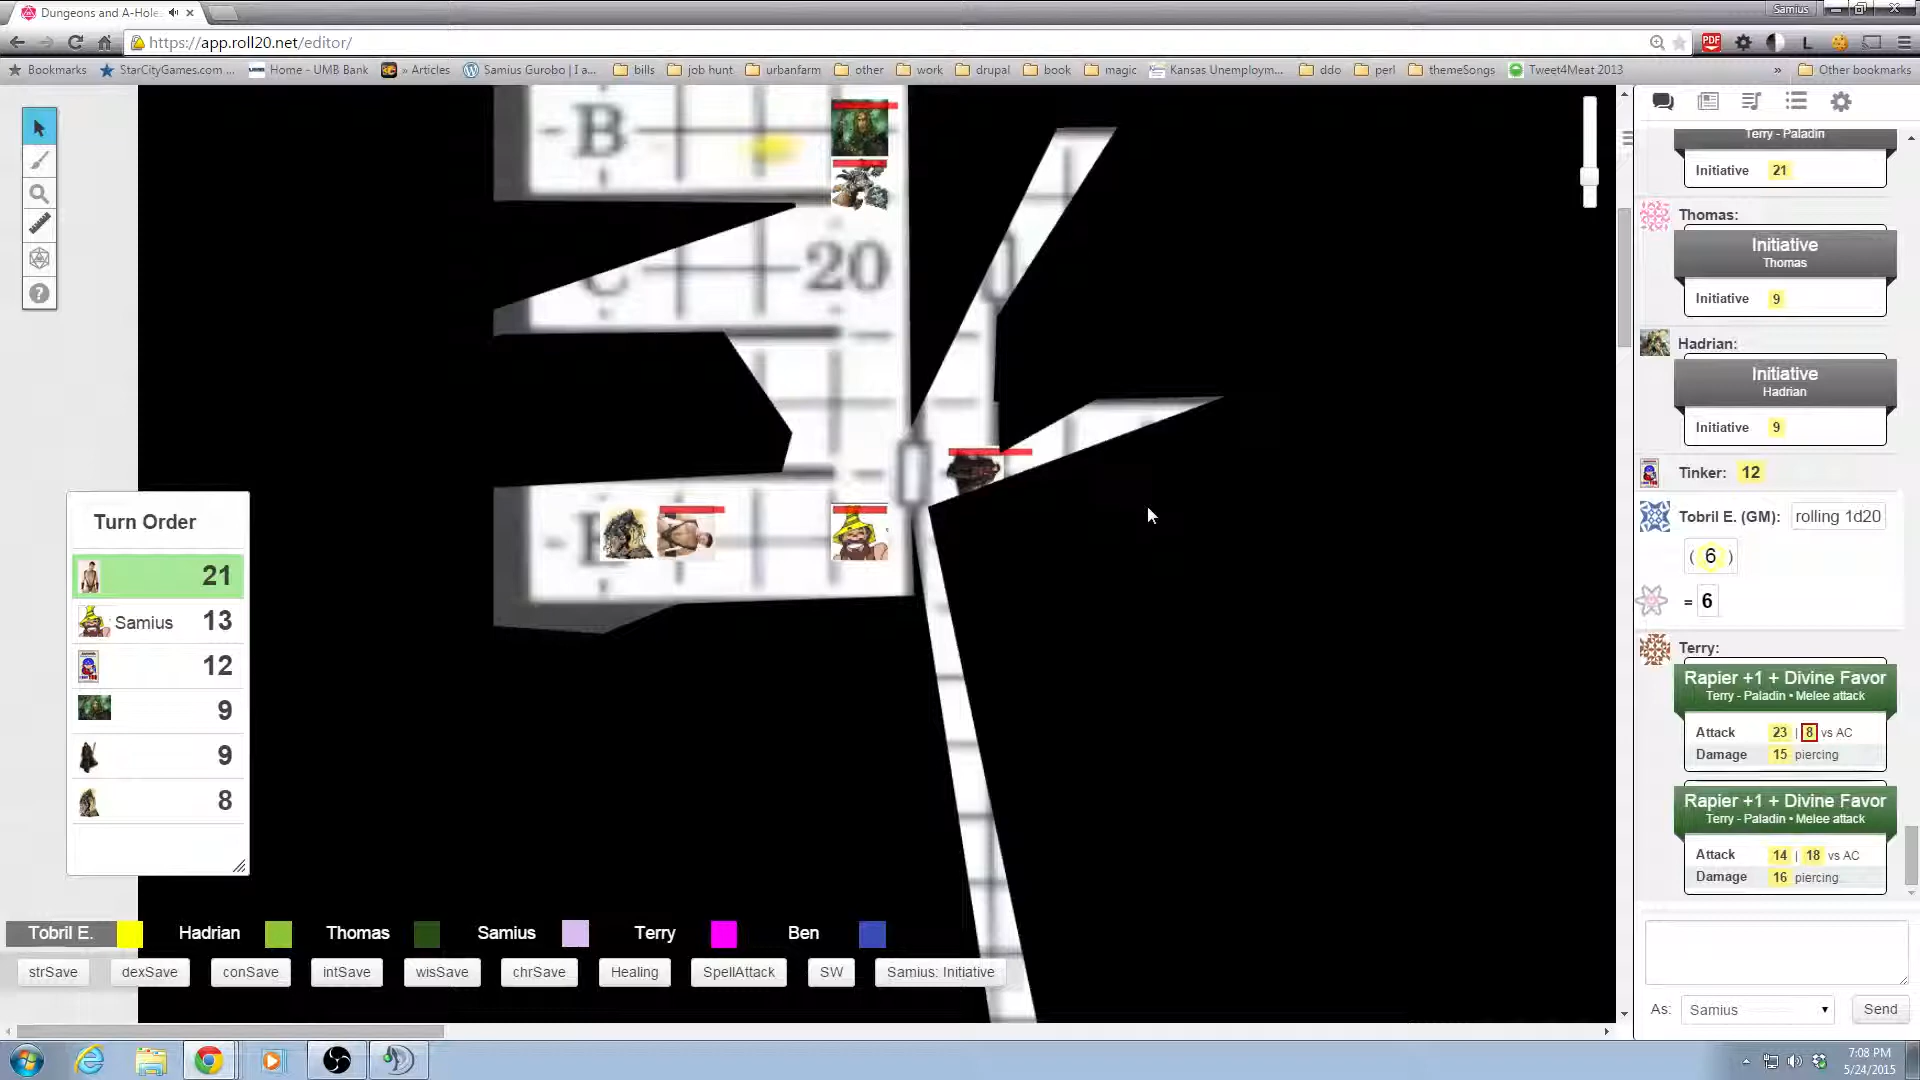 Dungeons and A-Hole
Samius
https://app.roll20.net/editor/
PDF
L
Bookmarks
StarCityGames.com ...
Home - UMB Bank
» Articles
Samius Gurobo | I a...
bills
job hunt
urbanfarm
other
work
drupal
book
magic
Kansas Unemploym...
ddo
perl
themeSongs
Tweet4Meat 2013
»
Other bookmarks
B
C
20
Turn Order
21
Samius 13
12
9
9
8
Terry - Paladin
Initiative 21
Thomas:
Initiative
Thomas
Initiative 9
Hadrian:
Initiative
Hadrian
Initiative 9
Tinker: 12
Tobril E. (GM): rolling 1d20
( 6 )
= 6
Terry:
Rapier +1 + Divine Favor
Terry - Paladin • Melee attack
Attack 23 | 8 vs AC
Damage 15 piercing
Rapier +1 + Divine Favor
Terry - Paladin • Melee attack
Attack 14 | 18 vs AC
Damage 16 piercing
Tobril E.
Hadrian
Thomas
Samius
Terry
Ben
strSave
dexSave
conSave
intSave
wisSave
chrSave
Healing
SpellAttack
SW
Samius: Initiative
As: Samius
Send
7:08 PM
5/24/2015